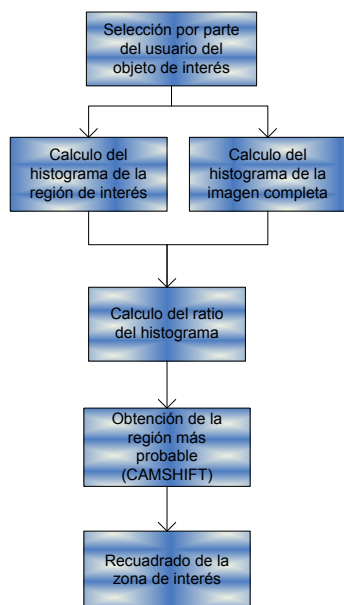 Selección por parte
del usuario del
objeto de interés
Calculo del
histograma de la
región de interés
Calculo del
histograma de la
imagen completa
Calculo del ratio
del histograma
Obtención de la
región más
probable
(CAMSHIFT)
Recuadrado de la
zona de interés